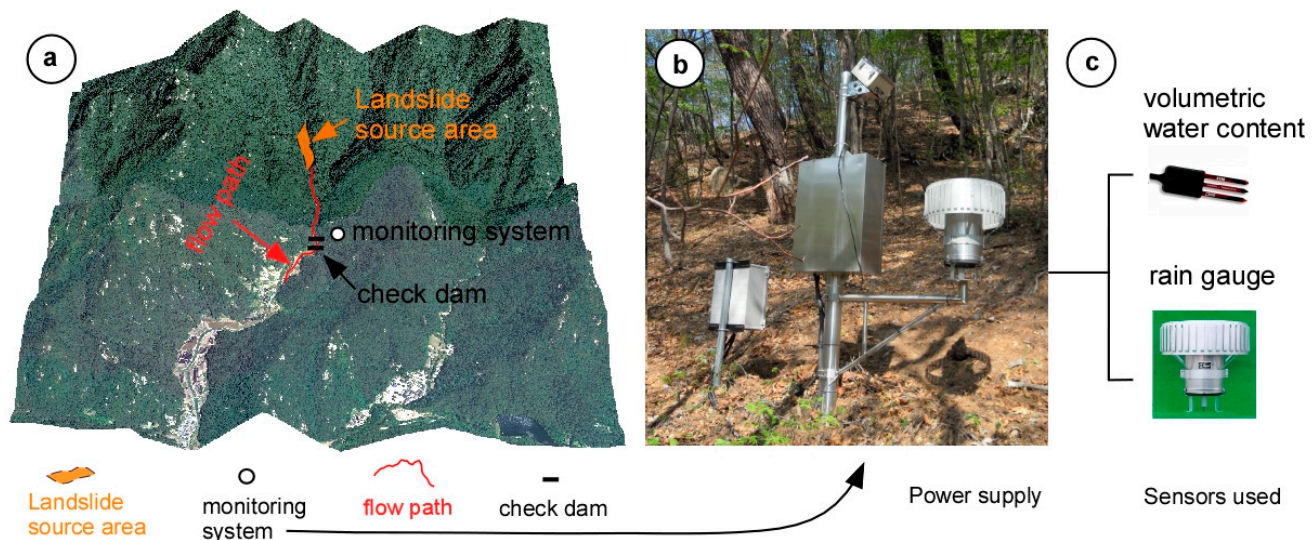 a
Landslide
source area
flow path
monitoring system
check dam
b
c
volumetric
water content
rain gauge
Landslide
source area
monitoring
system
flow path
check dam
Power supply
Sensors used